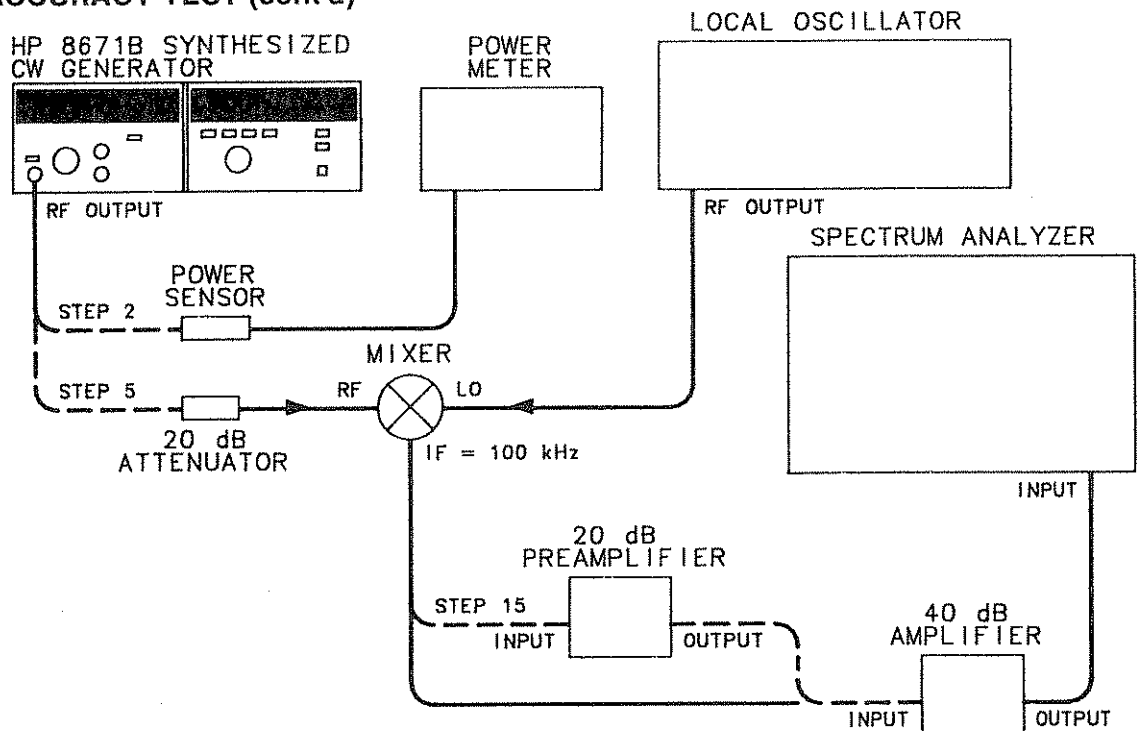 ACCURACY TEST (cont'd)
HP 8671B SYNTHESIZED
CW GENERATOR
POWER
METER
LOCAL OSCILLATOR
RF OUTPUT
RF OUTPUT
SPECTRUM ANALYZER
POWER
SENSOR
STEP 2
MIXER
STEP 5
RF
LO
20 dB
ATTENUATOR
IF = 100 kHz
INPUT
20 dB
PREAMPLIFIER
STEP 15
INPUT
OUTPUT
40 dB
AMPLIFIER
INPUT
OUTPUT